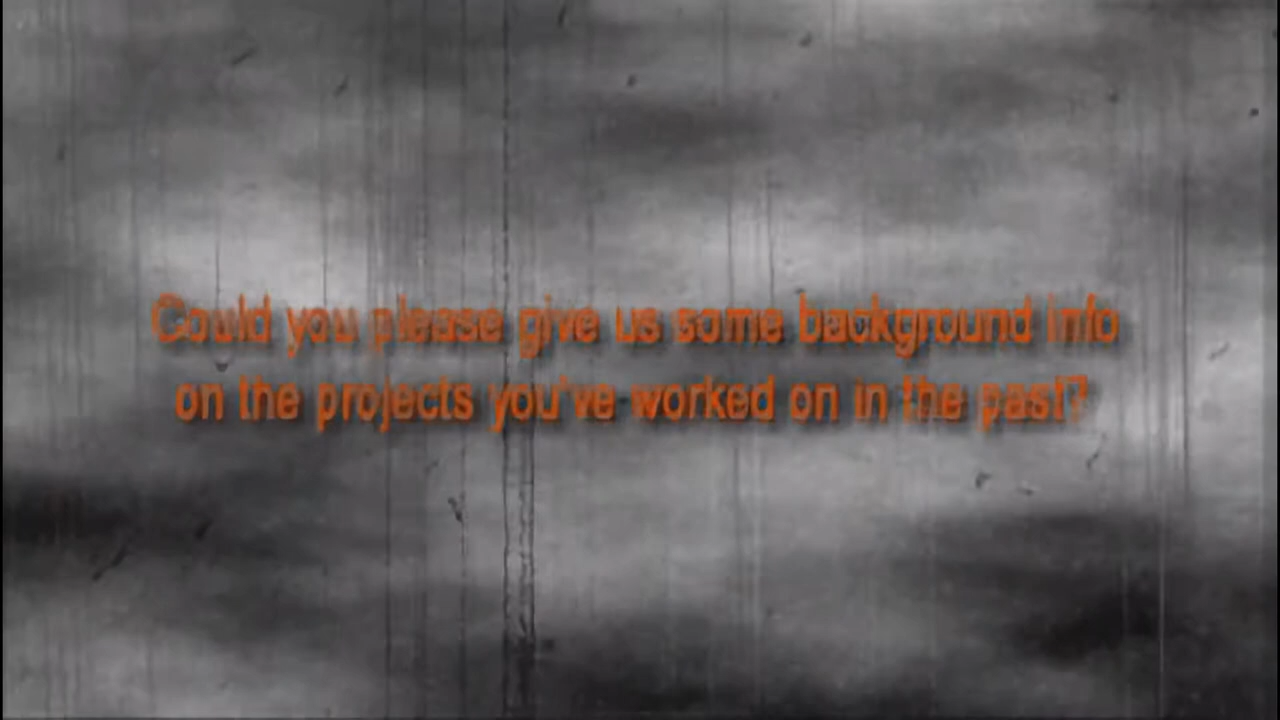 Could you please give us some background info
on the projects you've worked on in the past?